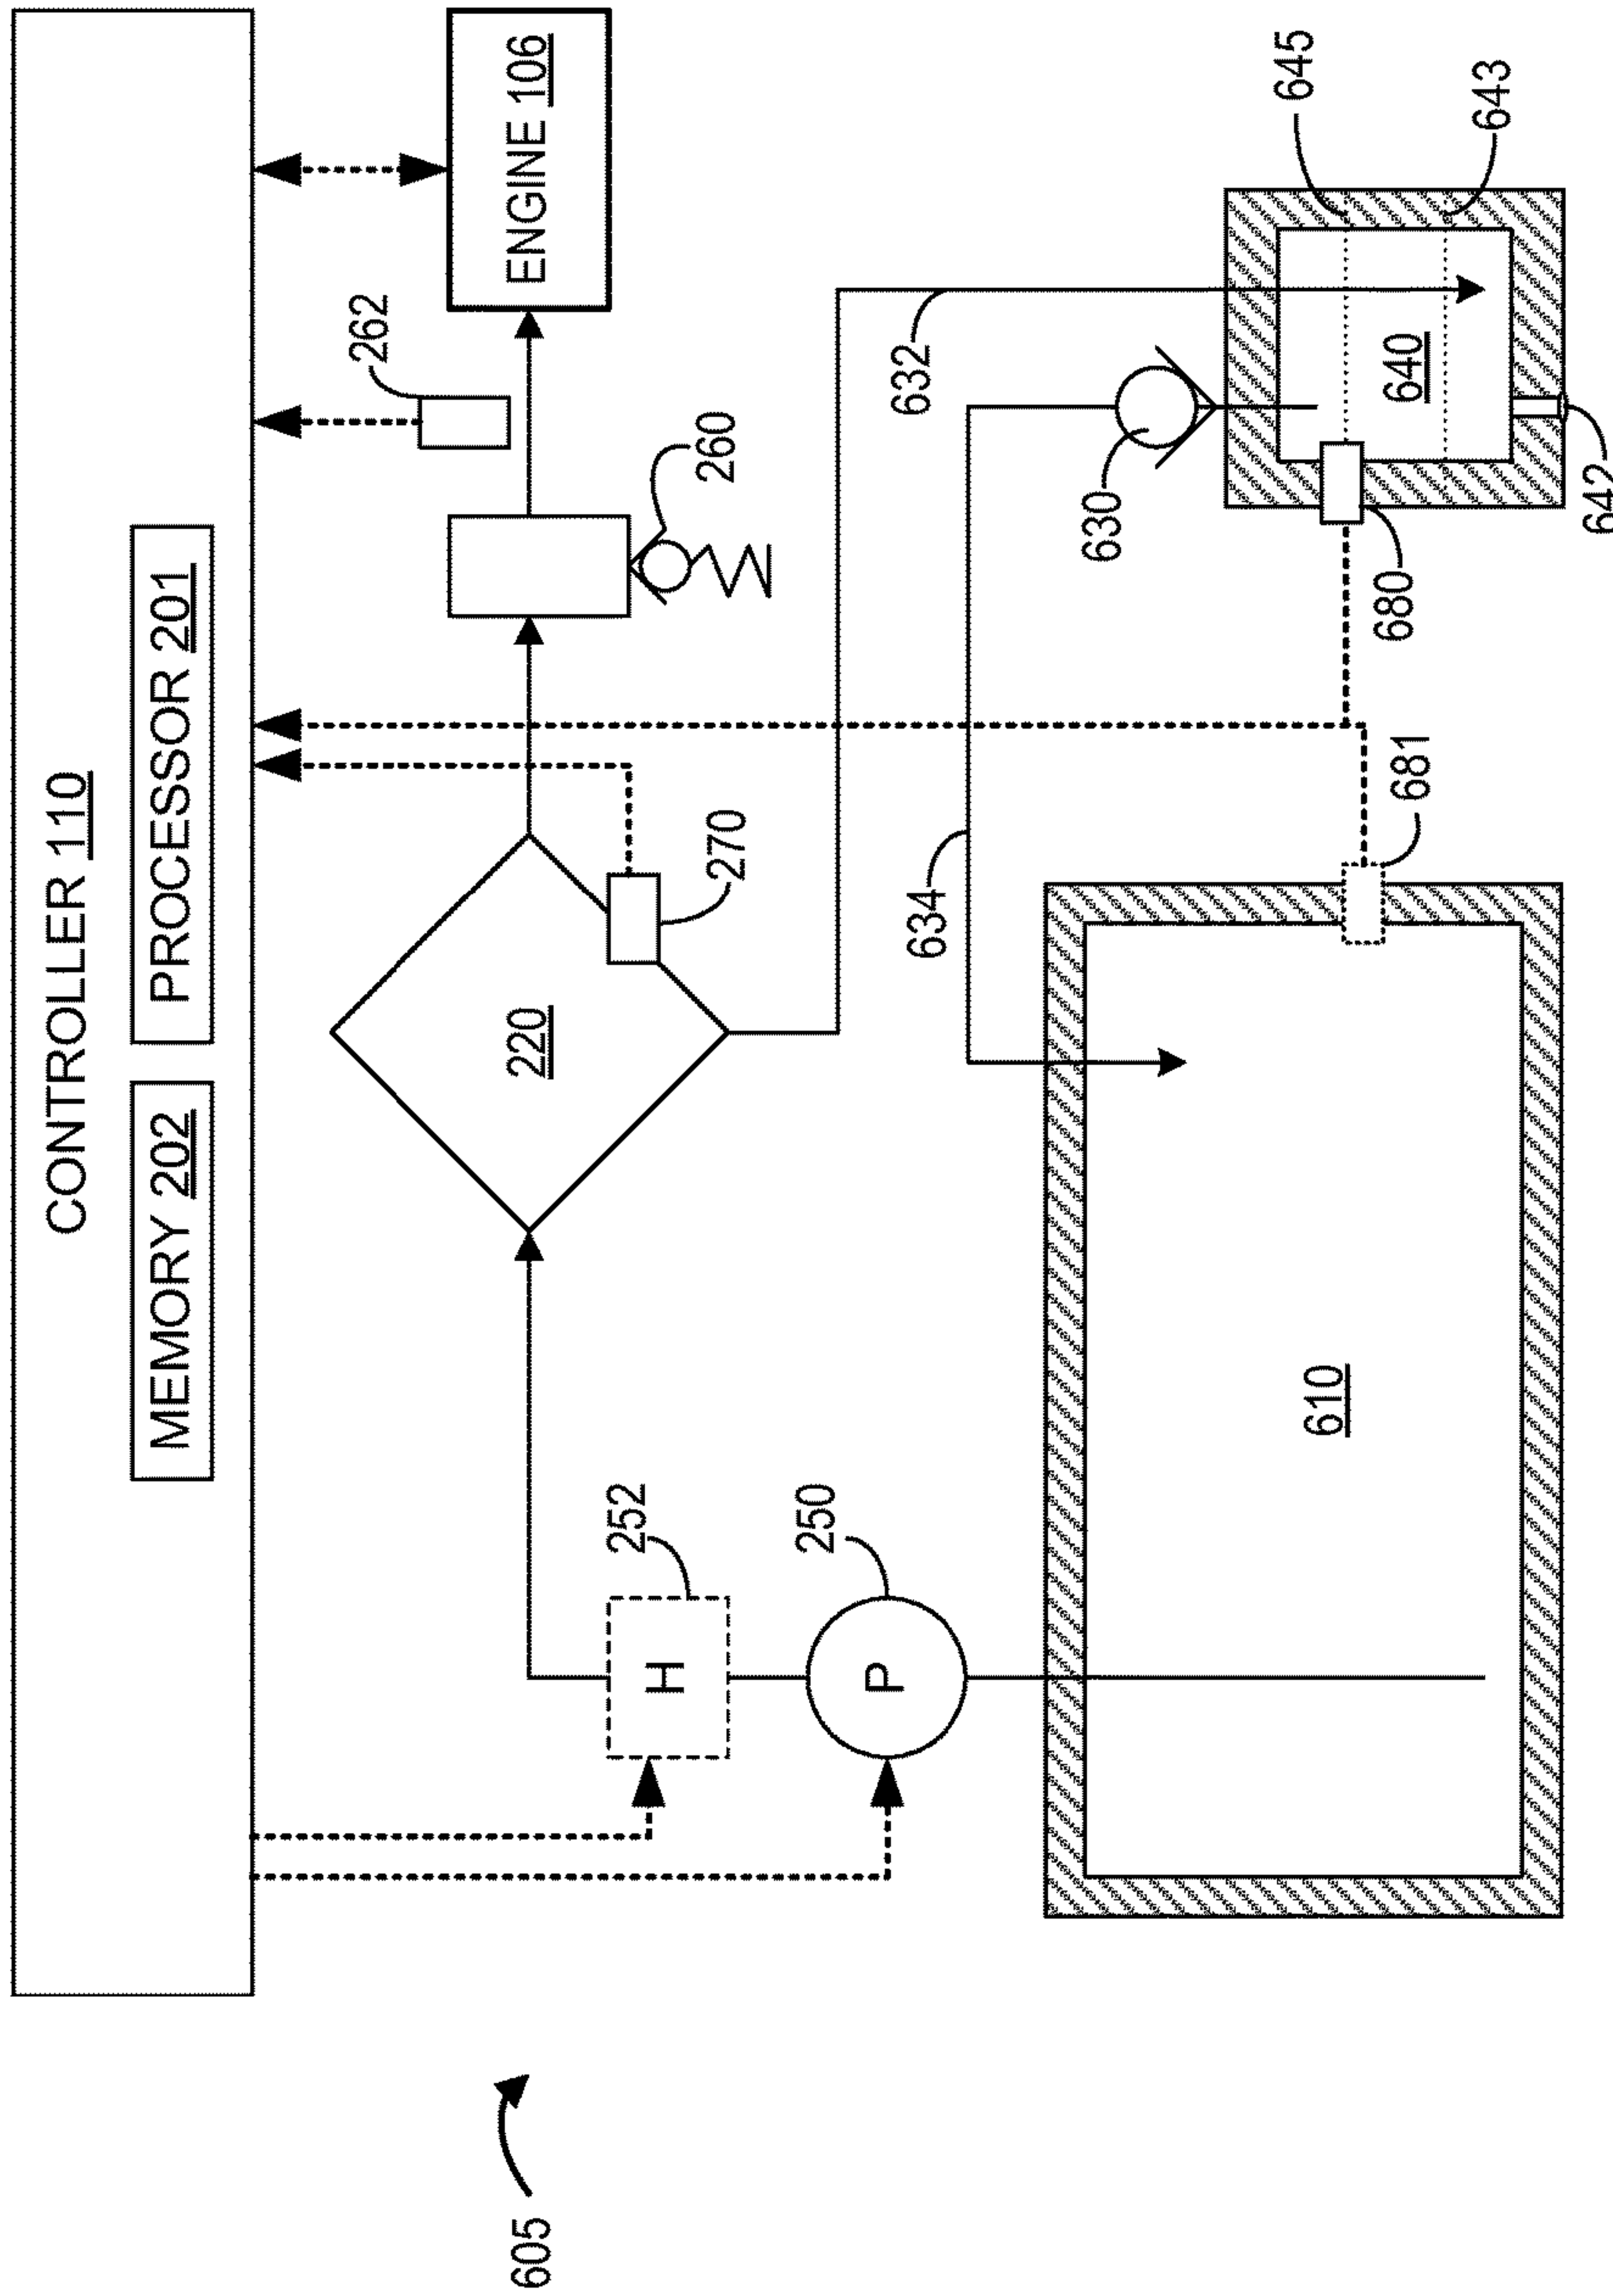 CONTROLLER 110
MEMORY 202
PROCESSOR 201
ENGINE 106
262
260
252
H
220
270
250
P
632
634
630
645
643
640
680
681
642
610
605